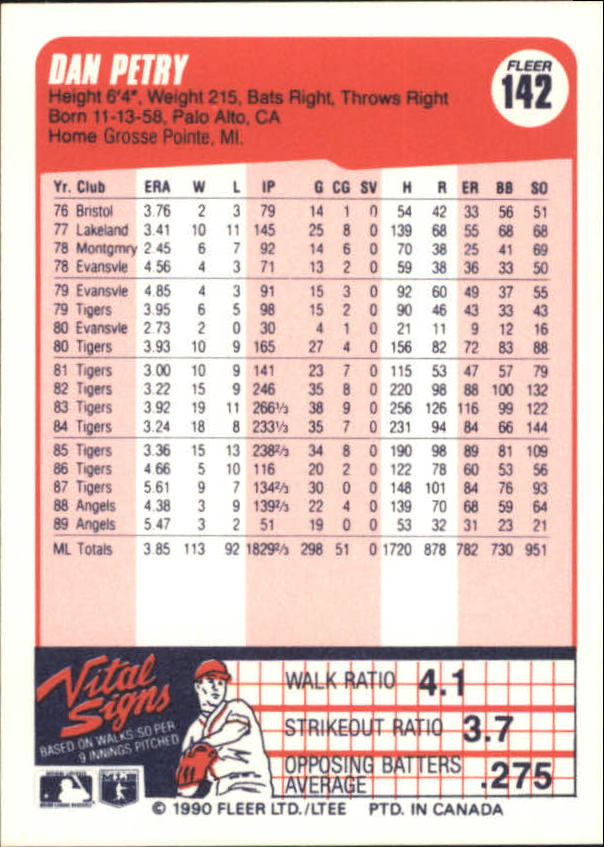 DAN PETRY
FLEER
142
Height 6'4", Weight 215, Bats Right, Throws Right
Born 11-13-58, Palo Alto, CA
Home Grosse Pointe, MI.
Yr. Club ERA W L IP G CG SV H R ER BB SO
76 Bristol 3.76 2 3 79 14 1 0 54 42 33 56 51
77 Lakeland 3.41 10 11 145 25 8 0 139 68 55 68 68
78 Montgmry 2.45 6 7 92 14 6 0 70 38 25 41 69
78 Evansvle 4.56 4 3 71 13 2 0 59 38 36 33 50
79 Evansvle 4.85 4 3 91 15 3 0 92 60 49 37 55
79 Tigers 3.95 6 5 98 15 2 0 90 46 43 33 43
80 Evansvle 2.73 2 0 30 4 1 0 21 11 9 12 16
80 Tigers 3.93 10 9 165 27 4 0 156 82 72 83 88
81 Tigers 3.00 10 9 141 23 7 0 115 53 47 57 79
82 Tigers 3.22 15 9 246 35 8 0 220 98 88 100 132
83 Tigers 3.92 19 11 266 1/3 38 9 0 256 126 116 99 122
84 Tigers 3.24 18 8 233 1/3 35 7 0 231 94 84 66 144
85 Tigers 3.36 15 13 238 2/3 34 8 0 190 98 89 81 109
86 Tigers 4.66 5 10 116 20 2 0 122 78 60 53 56
87 Tigers 5.61 9 7 134 2/3 30 0 0 148 101 84 76 93
88 Angels 4.38 3 9 139 2/3 22 4 0 139 70 68 59 64
89 Angels 5.47 3 2 51 19 0 0 53 32 31 23 21
ML Totals 3.85 113 92 1829 2/3 298 51 0 1720 878 782 730 951
Vital Signs
BASED ON WALKS/SO PER
9 INNINGS PITCHED
WALK RATIO 4.1
STRIKEOUT RATIO 3.7
OPPOSING BATTERS AVERAGE .275
© 1990 FLEER LTD./LTEE PTD. IN CANADA